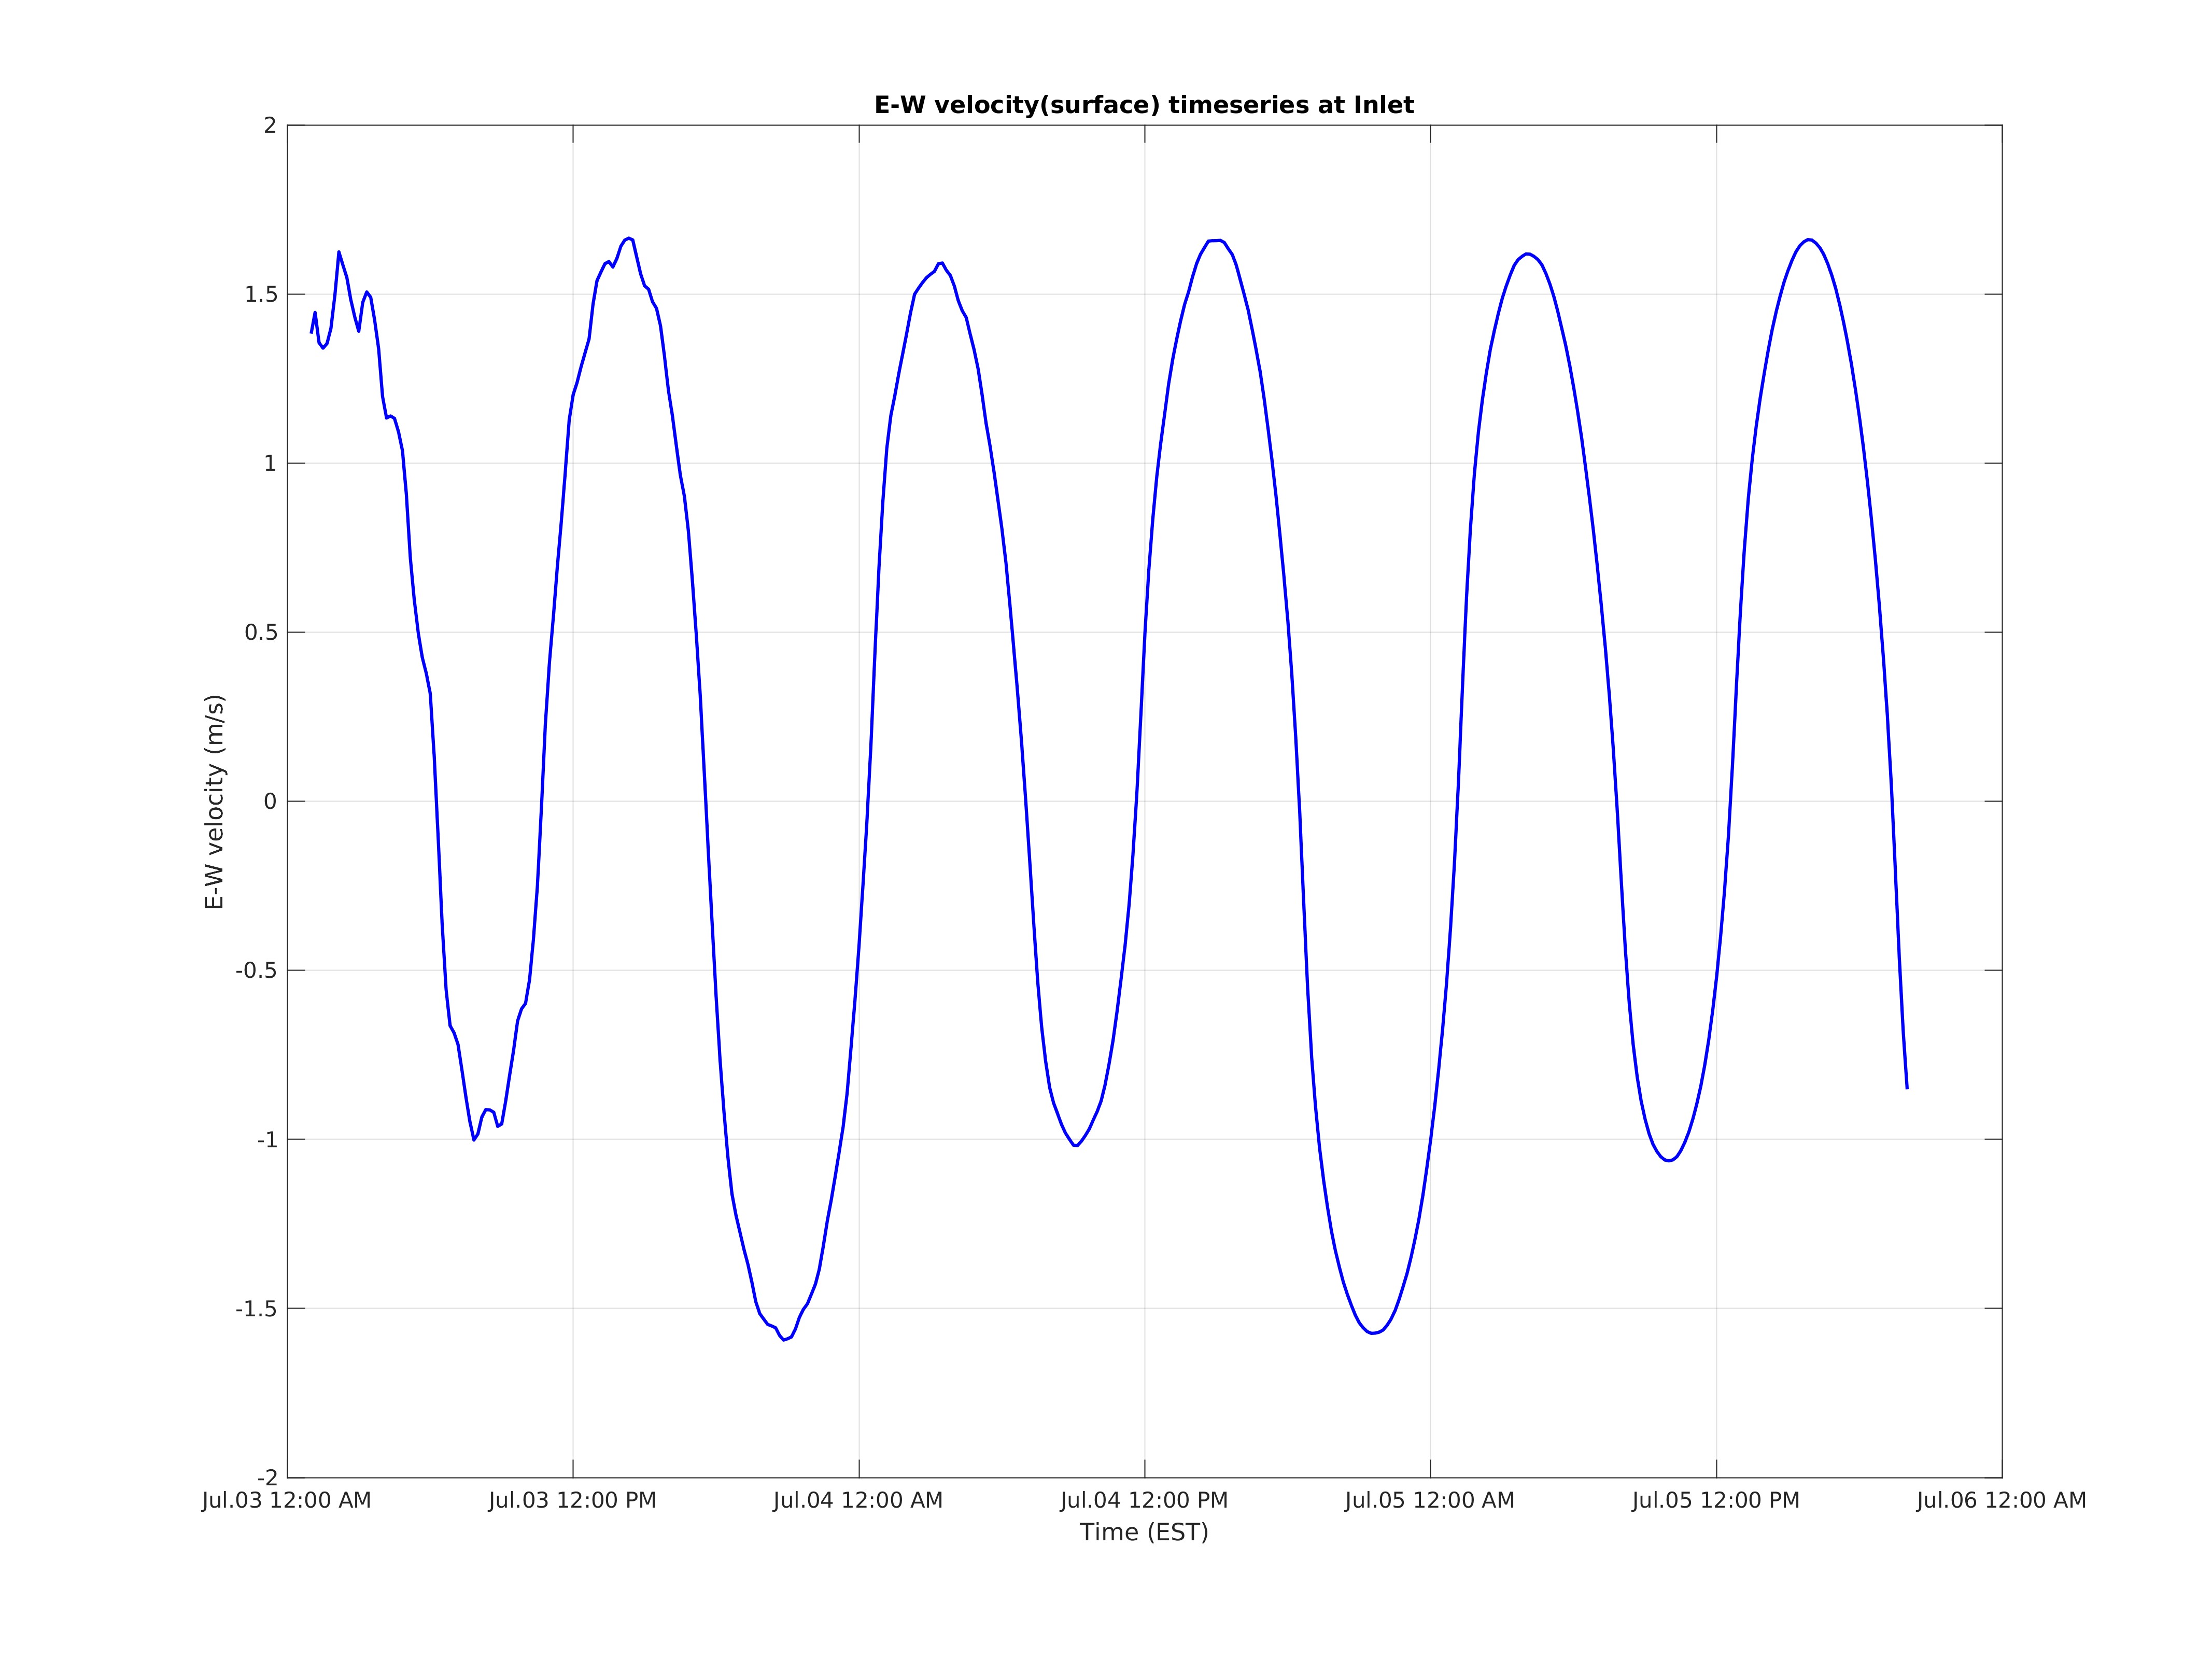 E-W velocity(surface) timeseries at Inlet
2
1.5
1
0.5
0
-0.5
-1
-1.5
-2
E-W velocity (m/s)
Jul.03 12:00 AM Jul.03 12:00 PM Jul.04 12:00 AM Jul.04 12:00 PM Jul.05 12:00 AM Jul.05 12:00 PM Jul.06 12:00 AM
Time (EST)